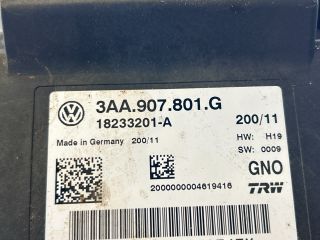 3AA.907.801.G
18233201-A 200/11
Made in Germany 200/11 HW: H19
SW: 0009
GNO
2000000004619416 TRW